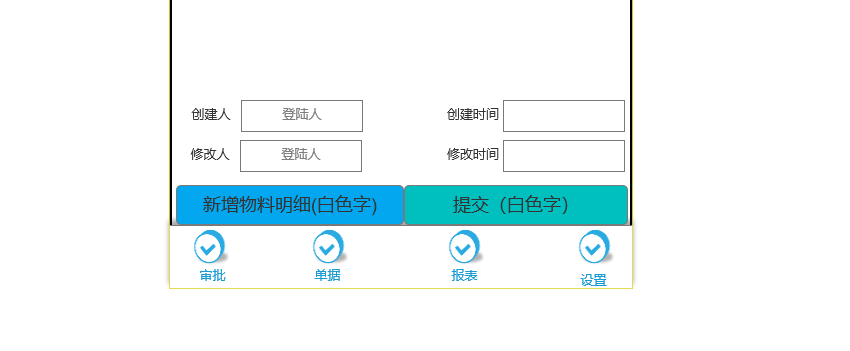 创建人 登陆人 创建时间
修改人 登陆人 修改时间
新增物料明细(白色字) 提交（白色字）
审批 单据 报表 设置